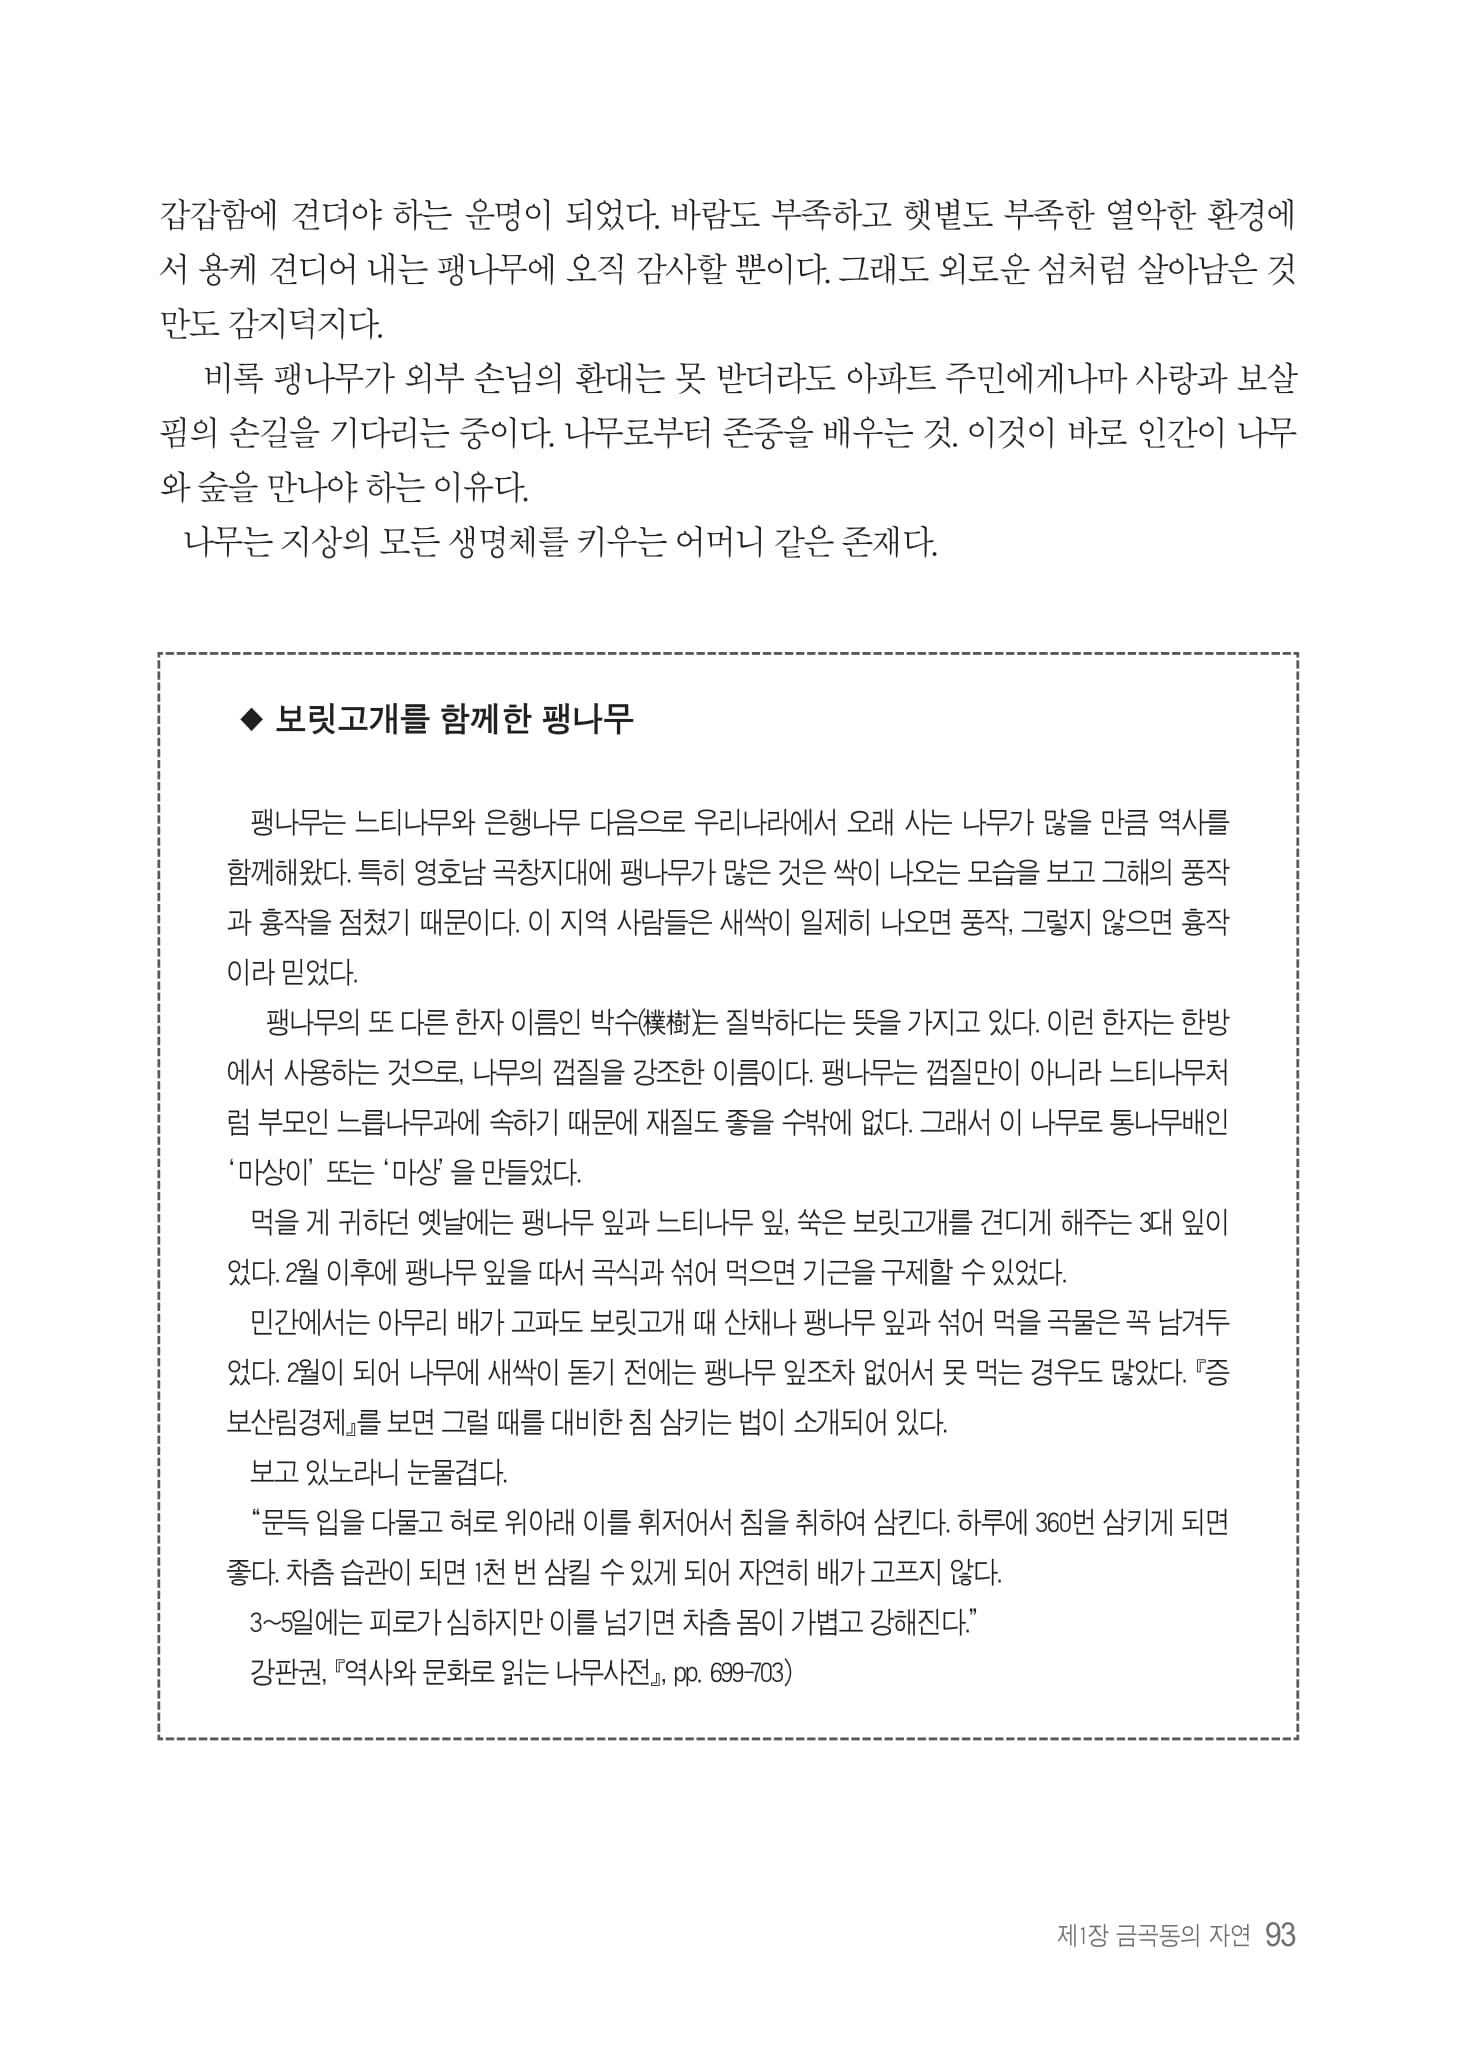 갑갑함에 견뎌야 하는 운명이 되었다. 바람도 부족하고 햇볕도 부족한 열악한 환경에
서 용케 견디어 내는 팽나무에 오직 감사할 뿐이다. 그래도 외로운 섬처럼 살아남은 것
만도 감지덕지다.
비록 팽나무가 외부 손님의 환대는 못 받더라도 아파트 주민에게나마 사랑과 보살
핌의 손길을 기다리는 중이다. 나무로부터 존중을 배우는 것. 이것이 바로 인간이 나무
와 숲을 만나야 하는 이유다.
나무는 지상의 모든 생명체를 키우는 어머니 같은 존재다.
◆ 보릿고개를 함께한 팽나무
팽나무는 느티나무와 은행나무 다음으로 우리나라에서 오래 사는 나무가 많을 만큼 역사를
함께해왔다. 특히 영호남 곡창지대에 팽나무가 많은 것은 싹이 나오는 모습을 보고 그해의 풍작
과 흉작을 점쳤기 때문이다. 이 지역 사람들은 새싹이 일제히 나오면 풍작, 그렇지 않으면 흉작
이라 믿었다.
팽나무의 또 다른 한자 이름인 박수(樸樹)는 질박하다는 뜻을 가지고 있다. 이런 한자는 한방
에서 사용하는 것으로, 나무의 껍질을 강조한 이름이다. 팽나무는 껍질만이 아니라 느티나무처
럼 부모인 느릅나무과에 속하기 때문에 재질도 좋을 수밖에 없다. 그래서 이 나무로 통나무배인
‘마상이’ 또는 ‘마상’을 만들었다.
먹을 게 귀하던 옛날에는 팽나무 잎과 느티나무 잎, 쑥은 보릿고개를 견디게 해주는 3대 잎이
었다. 2월 이후에 팽나무 잎을 따서 곡식과 섞어 먹으면 기근을 구제할 수 있었다.
민간에서는 아무리 배가 고파도 보릿고개 때 산채나 팽나무 잎과 섞어 먹을 곡물은 꼭 남겨두
었다. 2월이 되어 나무에 새싹이 돋기 전에는 팽나무 잎조차 없어서 못 먹는 경우도 많았다. 『증
보산림경제』를 보면 그럴 때를 대비한 침 삼키는 법이 소개되어 있다.
보고 있노라니 눈물겹다.
“문득 입을 다물고 혀로 위아래 이를 휘저어서 침을 취하여 삼킨다. 하루에 360번 삼키게 되면
좋다. 차츰 습관이 되면 1천 번 삼킬 수 있게 되어 자연히 배가 고프지 않다.
3~5일에는 피로가 심하지만 이를 넘기면 차츰 몸이 가볍고 강해진다.”
강판권, 『역사와 문화로 읽는 나무사전』, pp. 699-703)
제1장 금곡동의 자연 93